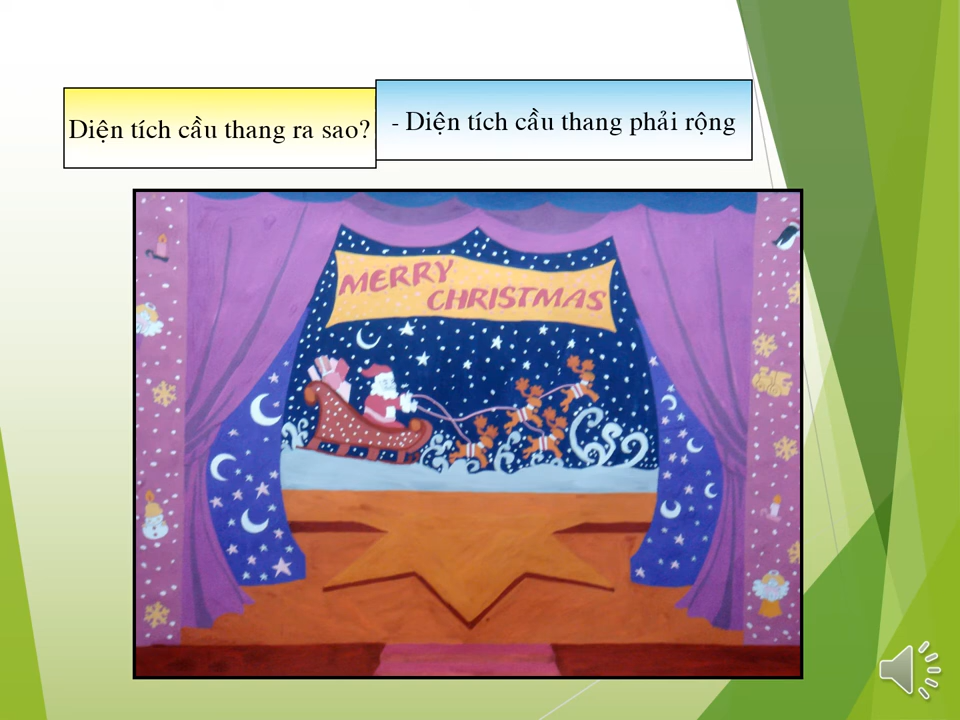 Diện tích cầu thang ra sao?
- Diện tích cầu thang phải rộng
MERRY
CHRISTMAS